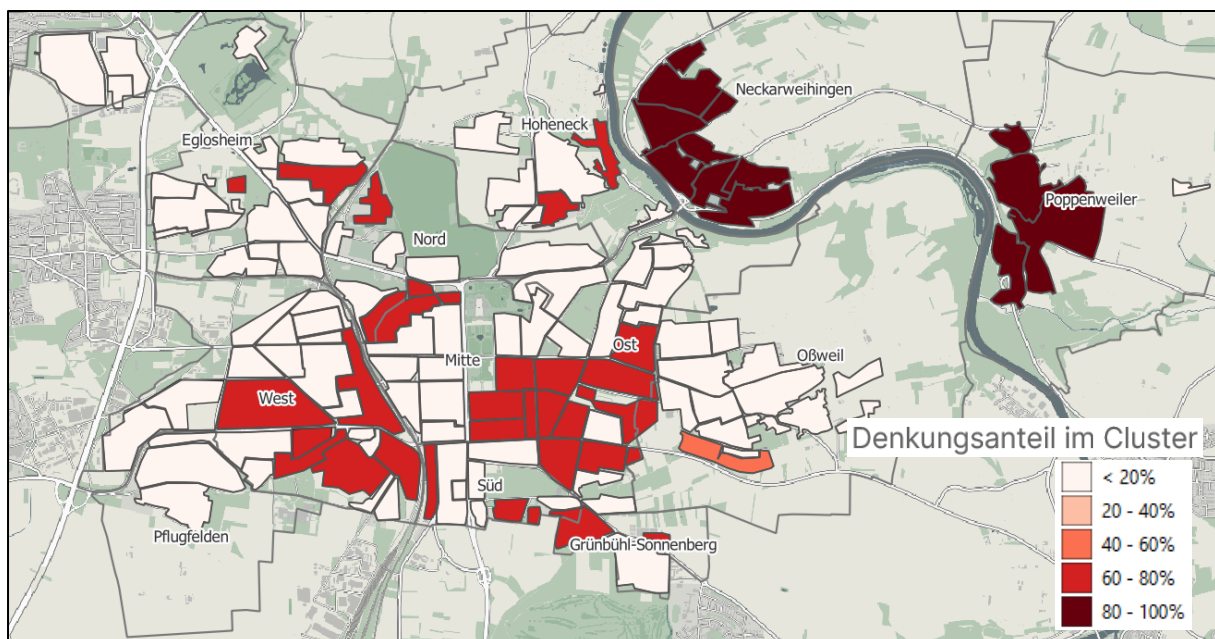 Neckarweihingen
Hoheneck
Eglosheim
Poppenweiler
Nord
Ost
Mitte
Oßweil
West
Denkungsanteil im Cluster
< 20%
20 - 40%
40 - 60%
60 - 80%
80 - 100%
Süd
Pflugfelden
Grünbühl-Sonnenberg